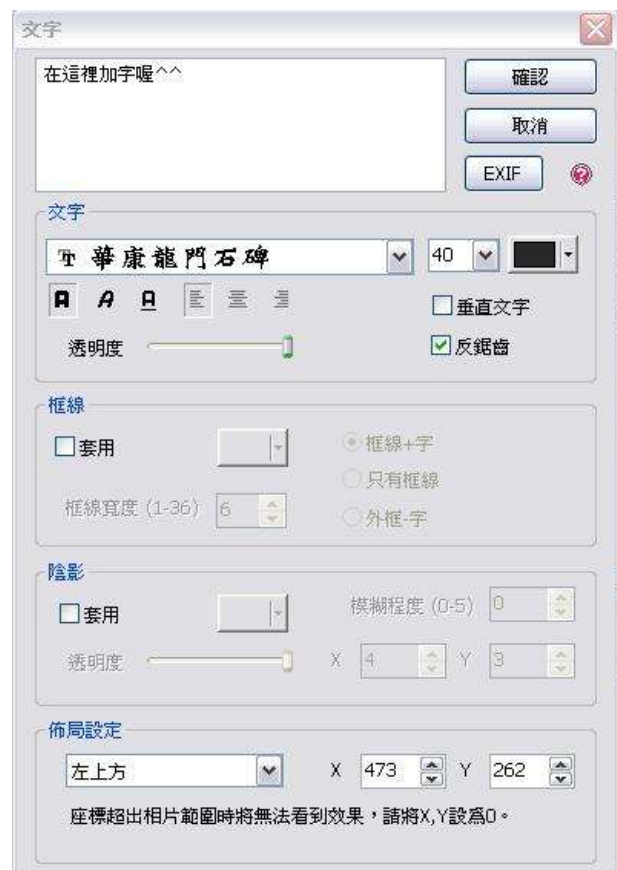 文字
在這裡加字喔^^
確認
取消
EXIF
文字
華康龍門石碑 40
A A A
垂直文字
透明度
反鋸齒
框線
套用
框線+字
只有框線
框線寬度 (1-36) 6
外框-字
陰影
套用
模糊程度 (0-5) 0
透明度 X 4 Y 3
佈局設定
左上方 X 473 Y 262
座標超出相片範圍時將無法看到效果，請將X,Y設爲0。